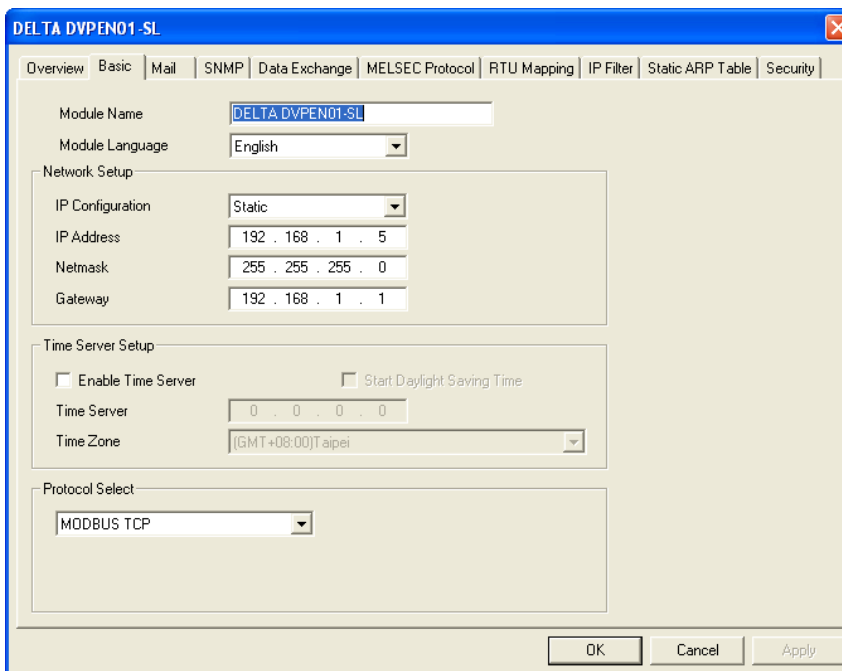 DELTA DVPEN01-SL
Overview Basic Mail SNMP Data Exchange MELSEC Protocol RTU Mapping IP Filter Static ARP Table Security
Module Name DELTA DVPEN01-SL
Module Language English
Network Setup
IP Configuration Static
IP Address 192 . 168 . 1 . 5
Netmask 255 . 255 . 255 . 0
Gateway 192 . 168 . 1 . 1
Time Server Setup
Enable Time Server Start Daylight Saving Time
Time Server 0 . 0 . 0 . 0
Time Zone (GMT+08:00)Taipei
Protocol Select
MODBUS TCP
OK Cancel Apply